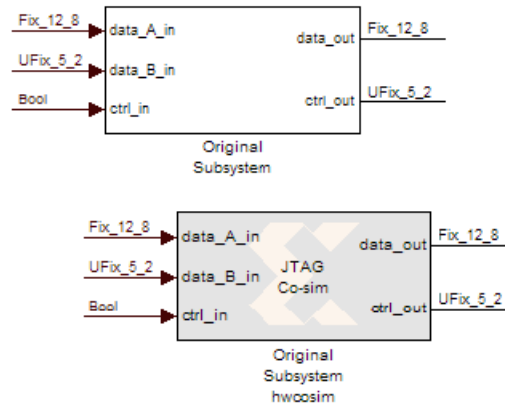 Fix_12_8
data_A_in
data_out
Fix_12_8
UFix_5_2
data_B_in
Bool
ctrl_in
ctrl_out
UFix_5_2
Original
Subsystem
Fix_12_8
data_A_in
data_out
Fix_12_8
UFix_5_2
data_B_in
JTAG
Co-sim
Bool
ctrl_in
ctrl_out
UFix_5_2
Original
Subsystem
hwcosim